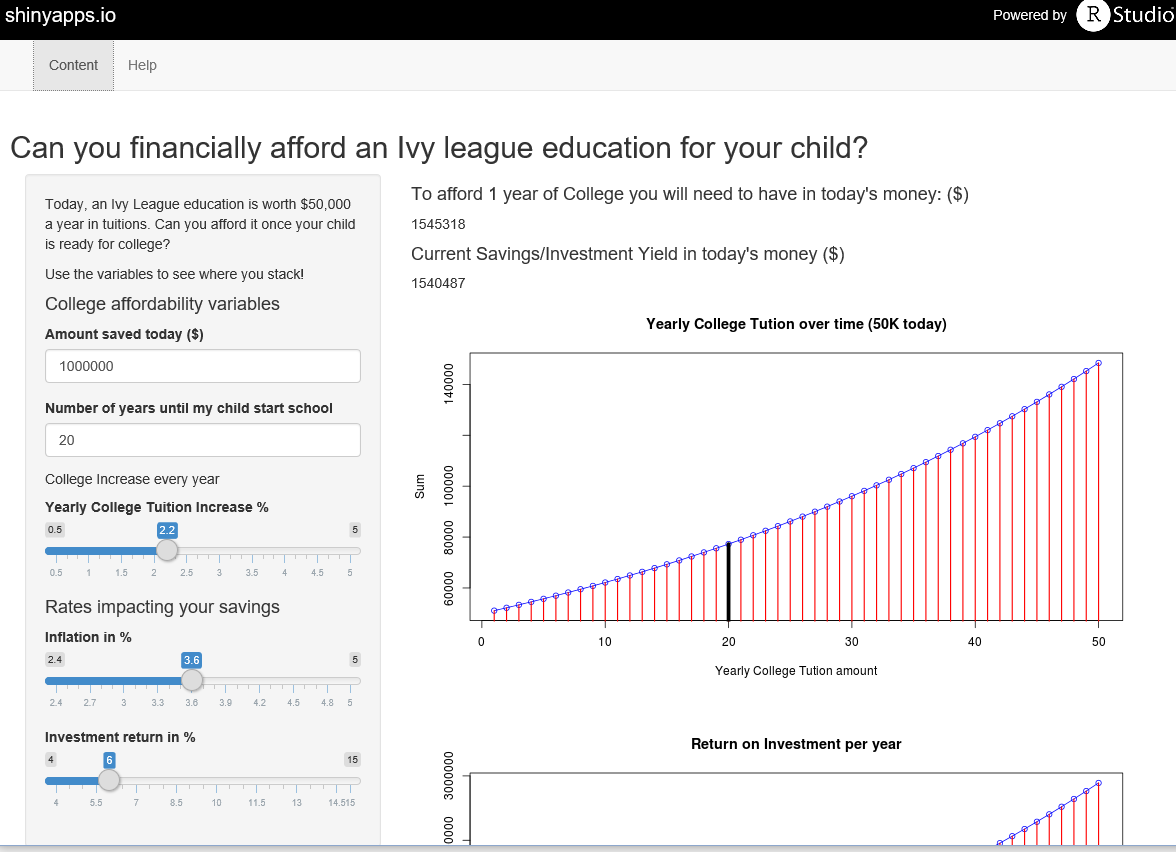 shinyapps.io
Powered by R Studio
Content Help
Can you financially afford an Ivy league education for your child?
Today, an Ivy League education is worth $50,000
a year in tuitions. Can you afford it once your child
is ready for college?
Use the variables to see where you stack!
College affordability variables
Amount saved today ($)
1000000
Number of years until my child start school
20
College Increase every year
Yearly College Tuition Increase %
0.5 2.2 5
0.5 1 1.5 2 2.5 3 3.5 4 4.5 5
Rates impacting your savings
Inflation in %
2.4 3.6 5
2.4 2.7 3 3.3 3.6 3.9 4.2 4.5 4.8 5
Investment return in %
4 6 15
4 5.5 7 8.5 10 11.5 13 14.515
To afford 1 year of College you will need to have in today's money: ($)
1545318
Current Savings/Investment Yield in today's money ($)
1540487
Yearly College Tution over time (50K today)
Sum
140000
100000
80000
60000
0 10 20 30 40 50
Yearly College Tution amount
Return on Investment per year
3000000